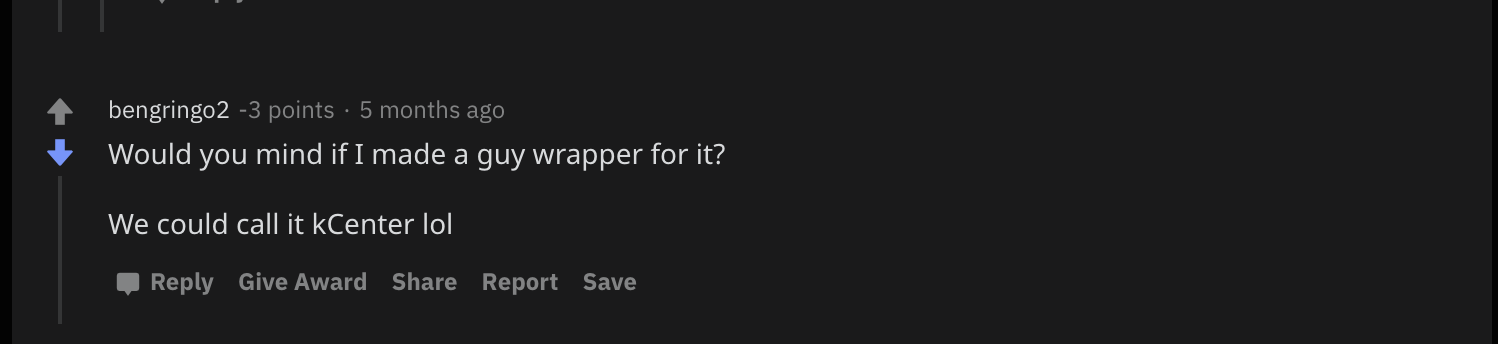 bengringo2 -3 points · 5 months ago
Would you mind if I made a guy wrapper for it?
We could call it kCenter lol
Reply Give Award Share Report Save